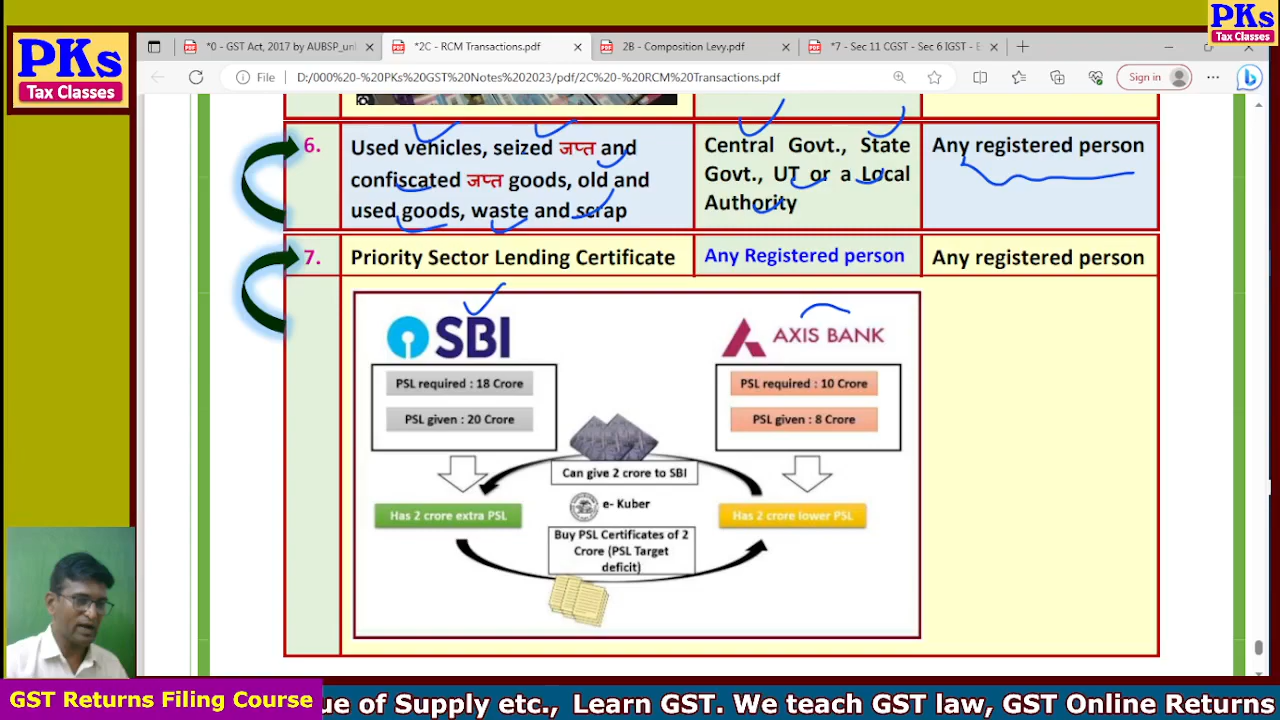 PKs
Tax Classes
*0 - GST Act, 2017 by AUBSP_unl
*2C - RCM Transactions.pdf
2B - Composition Levy.pdf
*7 - Sec 11 CGST - Sec 6 IGST - E
PKs
Tax Classes
File
D:/000%20-%20PKs%20GST%20Notes%202023/pdf/2C%20-%20RCM%20Transactions.pdf
Sign in
6.
Used vehicles, seized जप्त and
confiscated जप्त goods, old and
used goods, waste and scrap
Central Govt., State
Govt., UT or a Local
Authority
Any registered person
7.
Priority Sector Lending Certificate
Any Registered person
Any registered person
SBI
PSL required : 18 Crore
PSL given : 20 Crore
Has 2 crore extra PSL
AXIS BANK
PSL required : 10 Crore
PSL given : 8 Crore
Has 2 crore lower PSL
Can give 2 crore to SBI
e- Kuber
Buy PSL Certificates of 2
Crore (PSL Target
deficit)
GST Returns Filing Course
ue of Supply etc., Learn GST. We teach GST law, GST Online Returns